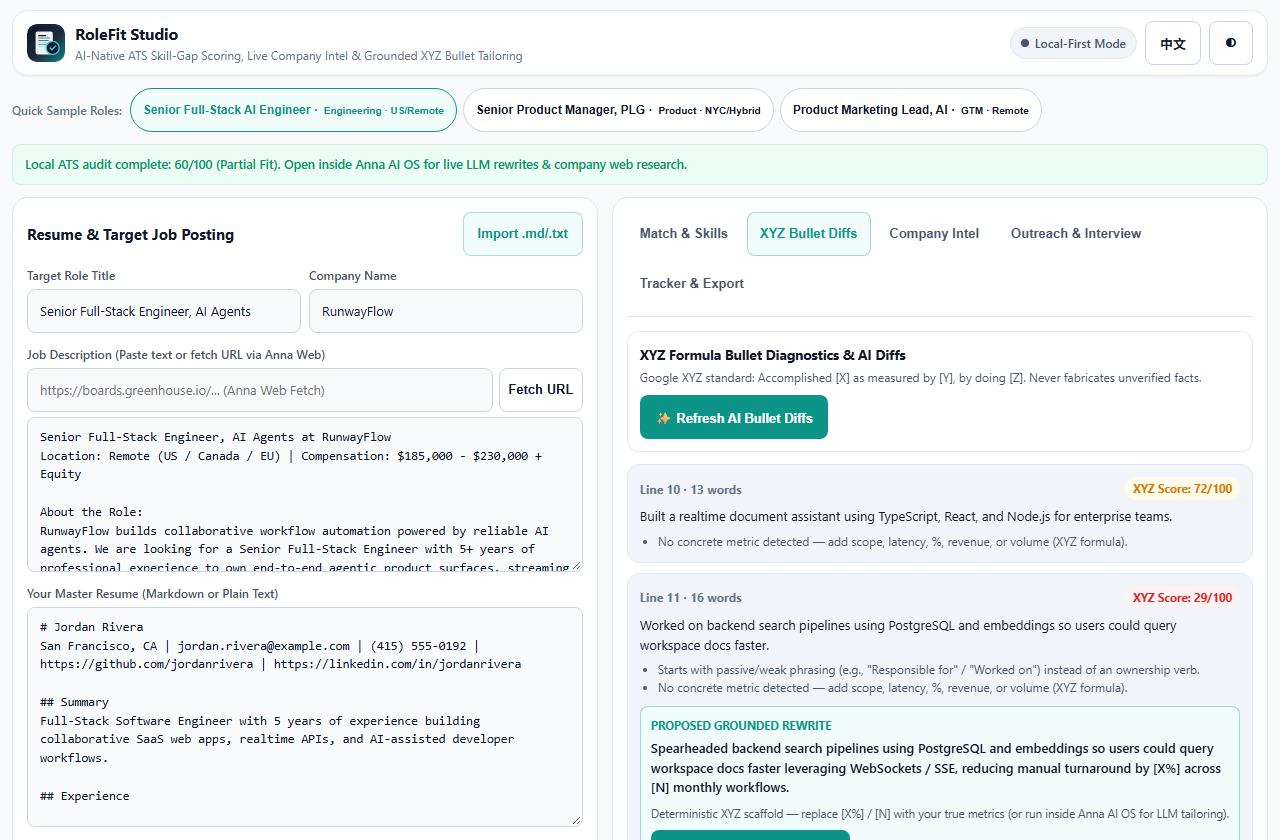 RoleFit Studio
AI-Native ATS Skill-Gap Scoring, Live Company Intel & Grounded XYZ Bullet Tailoring
Local-First Mode
中文
Quick Sample Roles:
Senior Full-Stack AI Engineer · Engineering · US/Remote
Senior Product Manager, PLG · Product · NYC/Hybrid
Product Marketing Lead, AI · GTM · Remote
Local ATS audit complete: 60/100 (Partial Fit). Open inside Anna AI OS for live LLM rewrites & company web research.
Resume & Target Job Posting
Import .md/.txt
Target Role Title
Company Name
Senior Full-Stack Engineer, AI Agents
RunwayFlow
Job Description (Paste text or fetch URL via Anna Web)
https://boards.greenhouse.io/... (Anna Web Fetch)
Fetch URL
Senior Full-Stack Engineer, AI Agents at RunwayFlow
Location: Remote (US / Canada / EU) | Compensation: $185,000 - $230,000 +
Equity
About the Role:
RunwayFlow builds collaborative workflow automation powered by reliable AI
agents. We are looking for a Senior Full-Stack Engineer with 5+ years of
professional experience to own end-to-end agentic product surfaces, streaming
Your Master Resume (Markdown or Plain Text)
# Jordan Rivera
San Francisco, CA | jordan.rivera@example.com | (415) 555-0192 |
https://github.com/jordanrivera | https://linkedin.com/in/jordanrivera
## Summary
Full-Stack Software Engineer with 5 years of experience building
collaborative SaaS web apps, realtime APIs, and AI-assisted developer
workflows.
## Experience
Match & Skills
XYZ Bullet Diffs
Company Intel
Outreach & Interview
Tracker & Export
XYZ Formula Bullet Diagnostics & AI Diffs
Google XYZ standard: Accomplished [X] as measured by [Y], by doing [Z]. Never fabricates unverified facts.
✨ Refresh AI Bullet Diffs
Line 10 · 13 words
XYZ Score: 72/100
Built a realtime document assistant using TypeScript, React, and Node.js for enterprise teams.
• No concrete metric detected — add scope, latency, %, revenue, or volume (XYZ formula).
Line 11 · 16 words
XYZ Score: 29/100
Worked on backend search pipelines using PostgreSQL and embeddings so users could query
workspace docs faster.
• Starts with passive/weak phrasing (e.g., "Responsible for" / "Worked on") instead of an ownership verb.
• No concrete metric detected — add scope, latency, %, revenue, or volume (XYZ formula).
PROPOSED GROUNDED REWRITE
Spearheaded backend search pipelines using PostgreSQL and embeddings so users could query
workspace docs faster leveraging WebSockets / SSE, reducing manual turnaround by [X%] across
[N] monthly workflows.
Deterministic XYZ scaffold — replace [X%] / [N] with your true metrics (or run inside Anna AI OS for LLM tailoring).